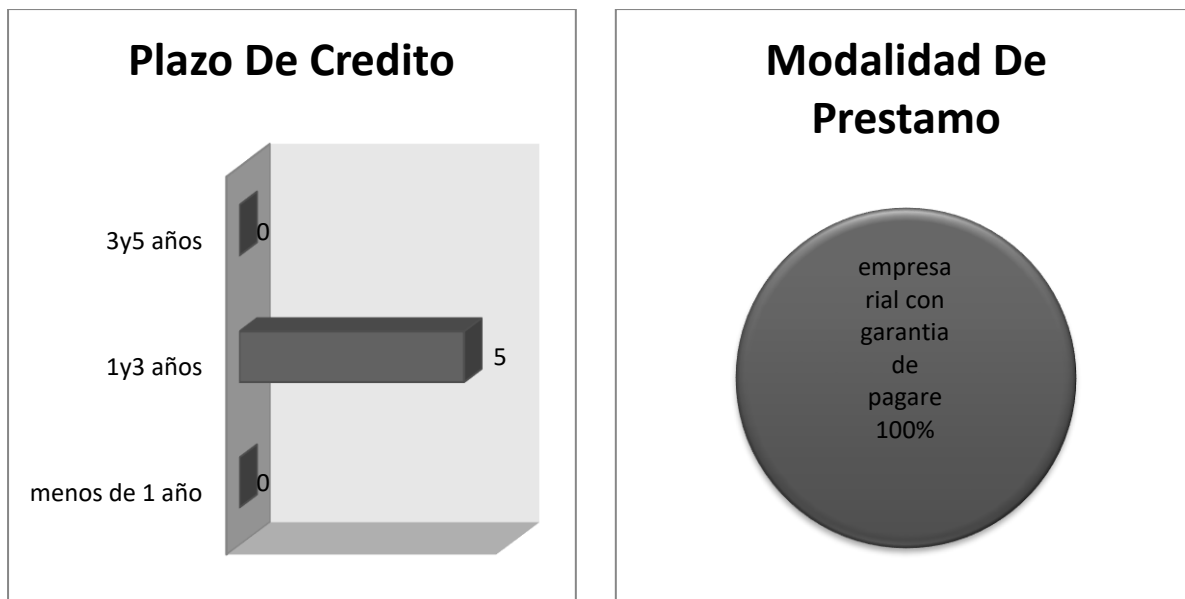 Plazo De Credito
3y5 años
0
1y3 años
5
menos de 1 año
0
Modalidad De
Prestamo
empresa
rial con
garantia
de
pagare
100%